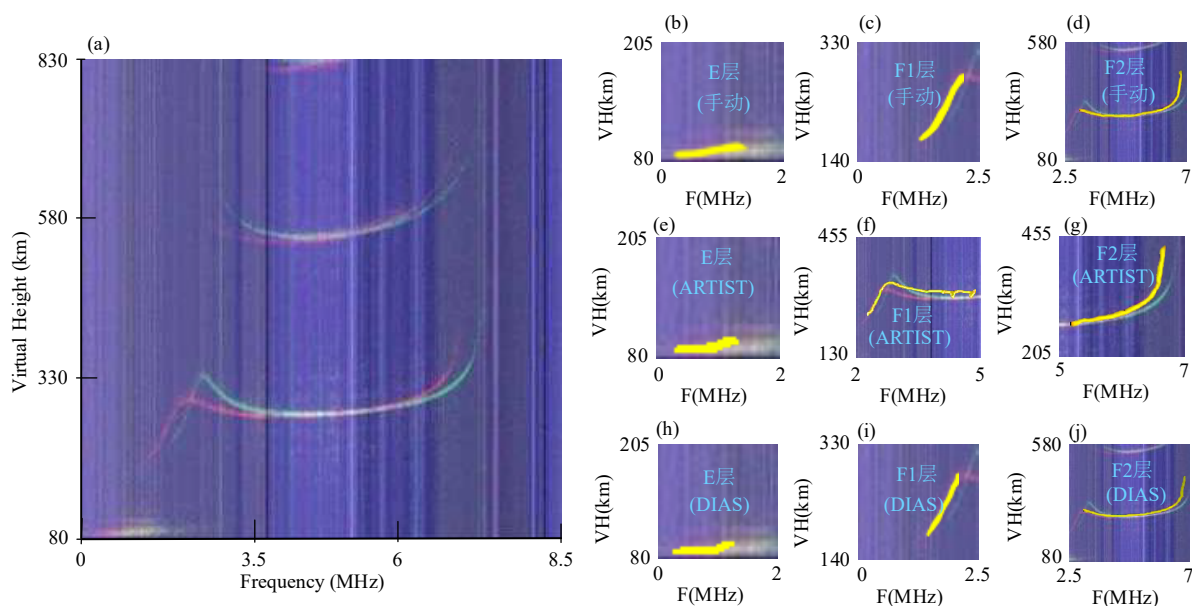 (a)
830
580
330
80
0
3.5
6
8.5
Virtual Height (km)
Frequency (MHz)
(b)
205
80
0
2
VH(km)
F(MHz)
E层
(手动)
(c)
330
140
0
2.5
VH(km)
F(MHz)
F1层
(手动)
(d)
580
80
2.5
7
VH(km)
F(MHz)
F2层
(手动)
(e)
205
80
0
2
VH(km)
F(MHz)
E层
(ARTIST)
(f)
455
130
2
5
VH(km)
F(MHz)
F1层
(ARTIST)
(g)
455
205
5
7
VH(km)
F(MHz)
F2层
(ARTIST)
(h)
205
80
0
2
VH(km)
F(MHz)
E层
(DIAS)
(i)
330
140
0
2.5
VH(km)
F(MHz)
F1层
(DIAS)
(j)
580
80
2.5
7
VH(km)
F(MHz)
F2层
(DIAS)